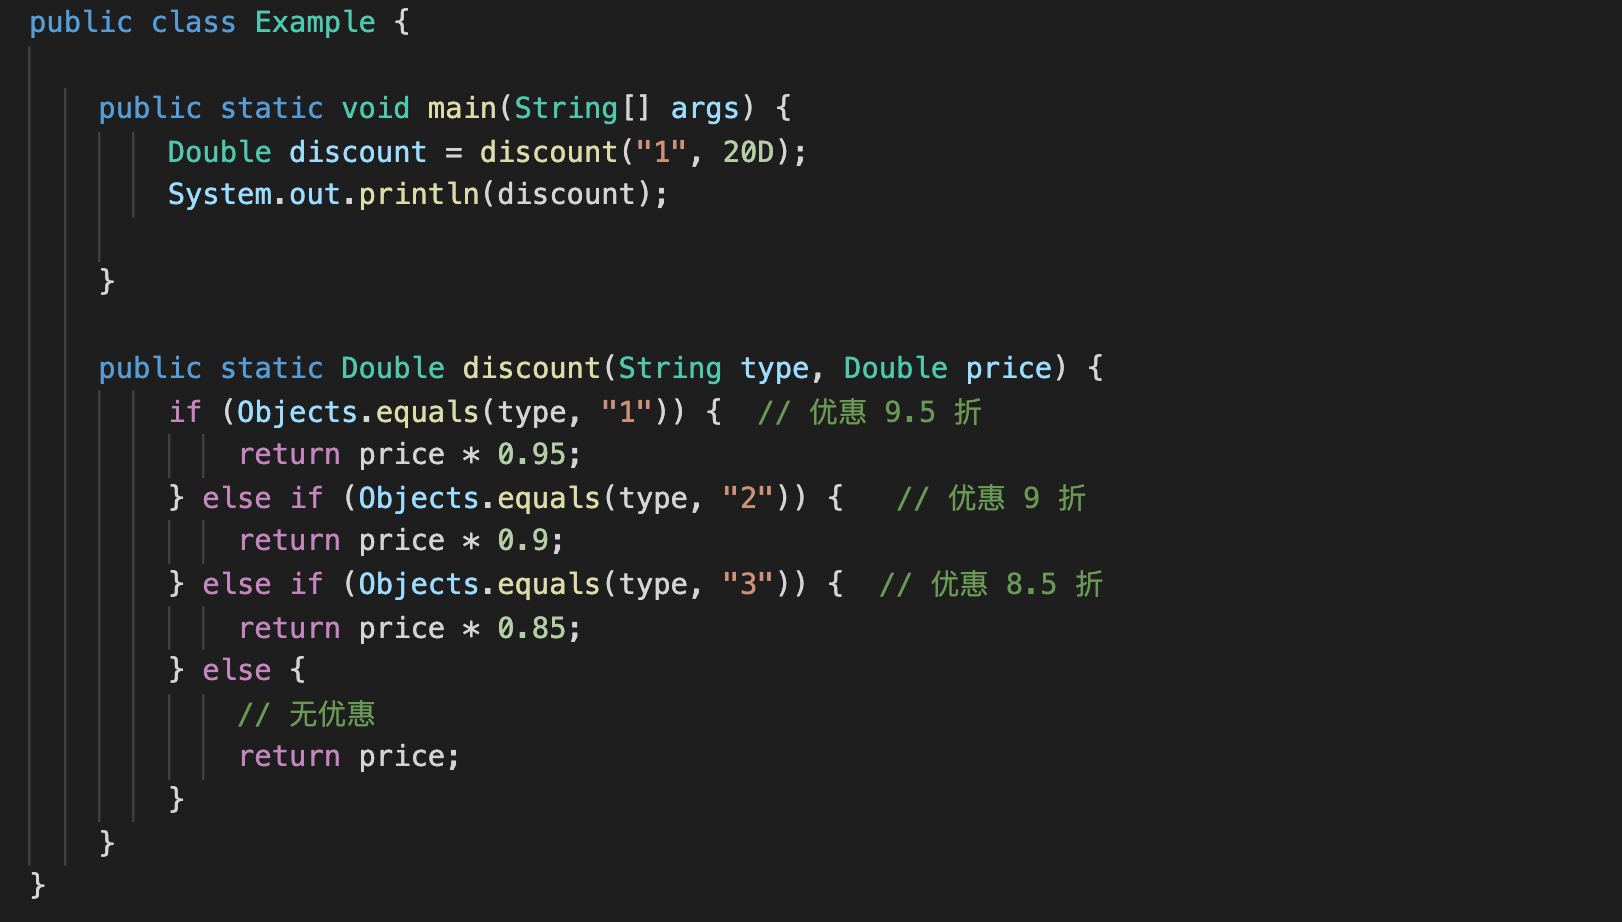 public class Example {
public static void main(String[] args) {
Double discount = discount("1", 20D);
System.out.println(discount);
}
public static Double discount(String type, Double price) {
if (Objects.equals(type, "1")) {  // 优惠 9.5 折
return price * 0.95;
} else if (Objects.equals(type, "2")) {   // 优惠 9 折
return price * 0.9;
} else if (Objects.equals(type, "3")) {  // 优惠 8.5 折
return price * 0.85;
} else {
// 无优惠
return price;
}
}
}